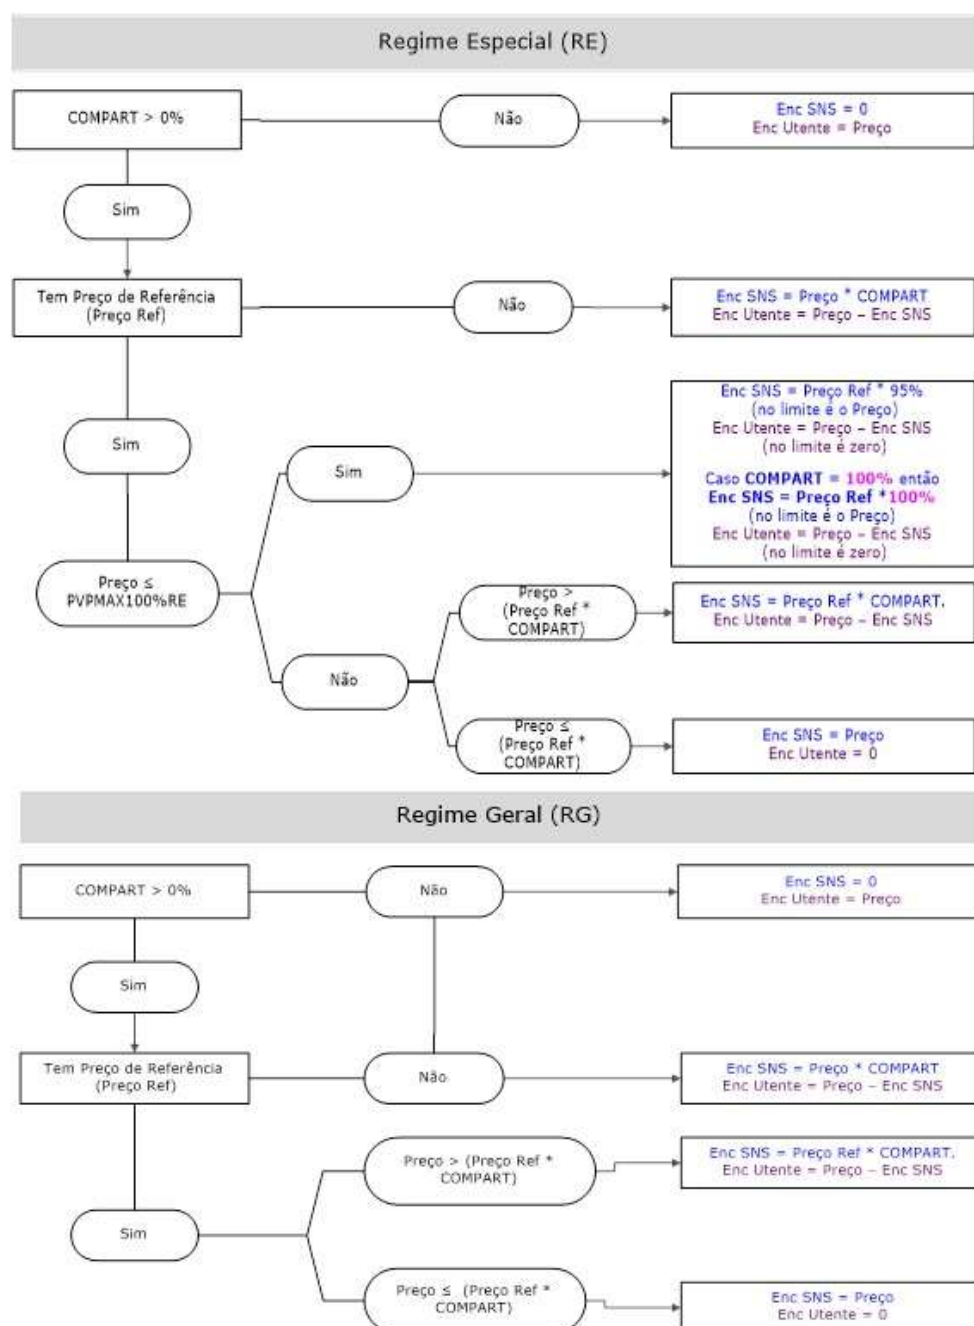 Regime Especial (RE)
COMPART > 0%
Não
Enc SNS = 0
Enc Utente = Preço
Sim
Tem Preço de Referência
(Preço Ref)
Não
Enc SNS = Preço * COMPART
Enc Utente = Preço – Enc SNS
Sim
Sim
Enc SNS = Preço Ref * 95%
(no limite é o Preço)
Enc Utente = Preço – Enc SNS
(no limite é zero)
Caso COMPART = 100% então
Enc SNS = Preço Ref *100%
(no limite é o Preço)
Enc Utente = Preço – Enc SNS
(no limite é zero)
Preço ≤
PVPMAX100%RE
Não
Preço >
(Preço Ref *
COMPART)
Enc SNS = Preço Ref * COMPART.
Enc Utente = Preço – Enc SNS
Preço ≤
(Preço Ref *
COMPART)
Enc SNS = Preço
Enc Utente = 0
Regime Geral (RG)
COMPART > 0%
Não
Enc SNS = 0
Enc Utente = Preço
Sim
Tem Preço de Referência
(Preço Ref)
Não
Enc SNS = Preço * COMPART
Enc Utente = Preço – Enc SNS
Sim
Preço > (Preço Ref *
COMPART)
Enc SNS = Preço Ref * COMPART.
Enc Utente = Preço – Enc SNS
Preço ≤ (Preço Ref *
COMPART)
Enc SNS = Preço
Enc Utente = 0